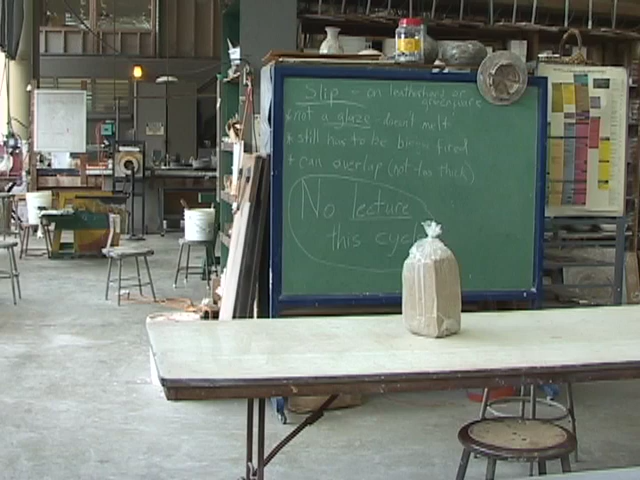 Slip - on leatherhard or
greenware
* not a glaze - doesn't melt
* still has to be bisque fired
* can overlap (not too thick)
No lecture
this cycle